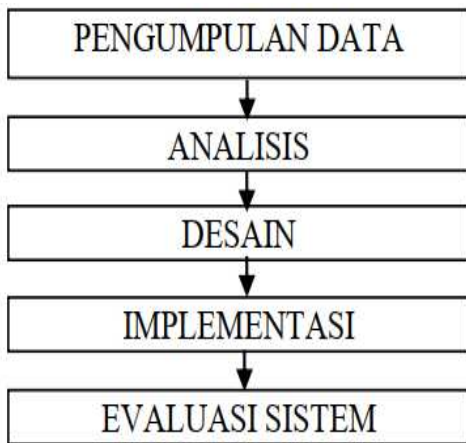 PENGUMPULAN DATA
ANALISIS
DESAIN
IMPLEMENTASI
EVALUASI SISTEM